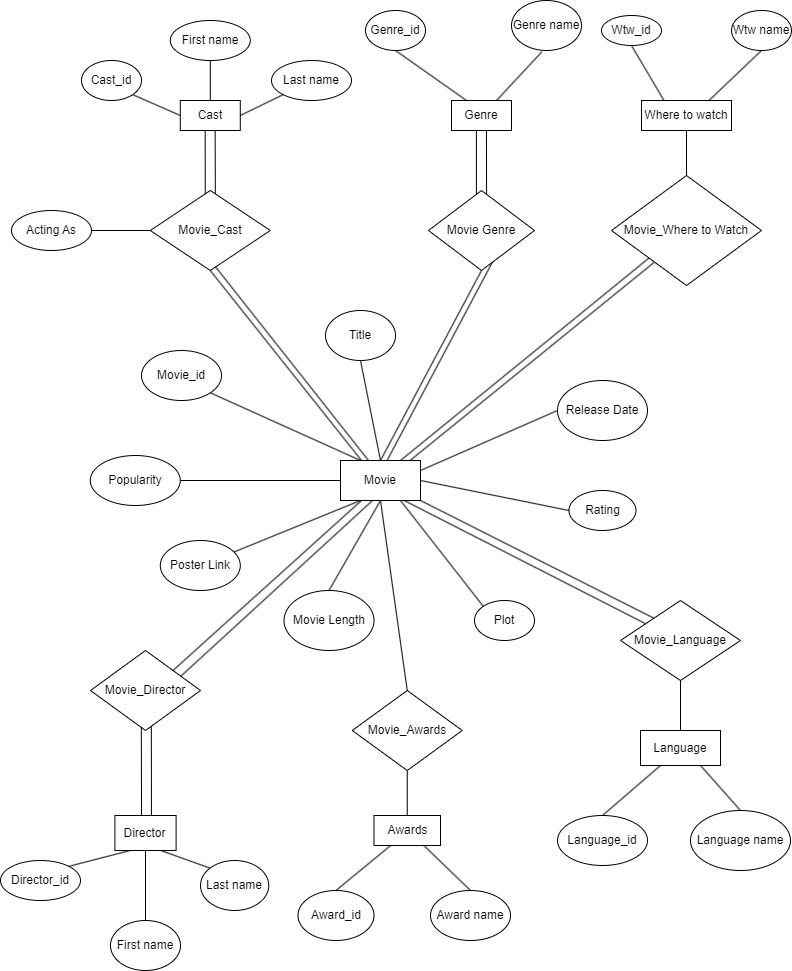 Genre name
Genre_id
Wtw_id
Wtw name
First name
Cast_id
Last name
Cast
Genre
Where to watch
Acting As
Movie_Cast
Movie Genre
Movie_Where to Watch
Title
Movie_id
Release Date
Popularity
Movie
Rating
Poster Link
Movie Length
Plot
Movie_Language
Movie_Director
Movie_Awards
Language
Director
Awards
Language_id
Language name
Director_id
Last name
Award_id
Award name
First name